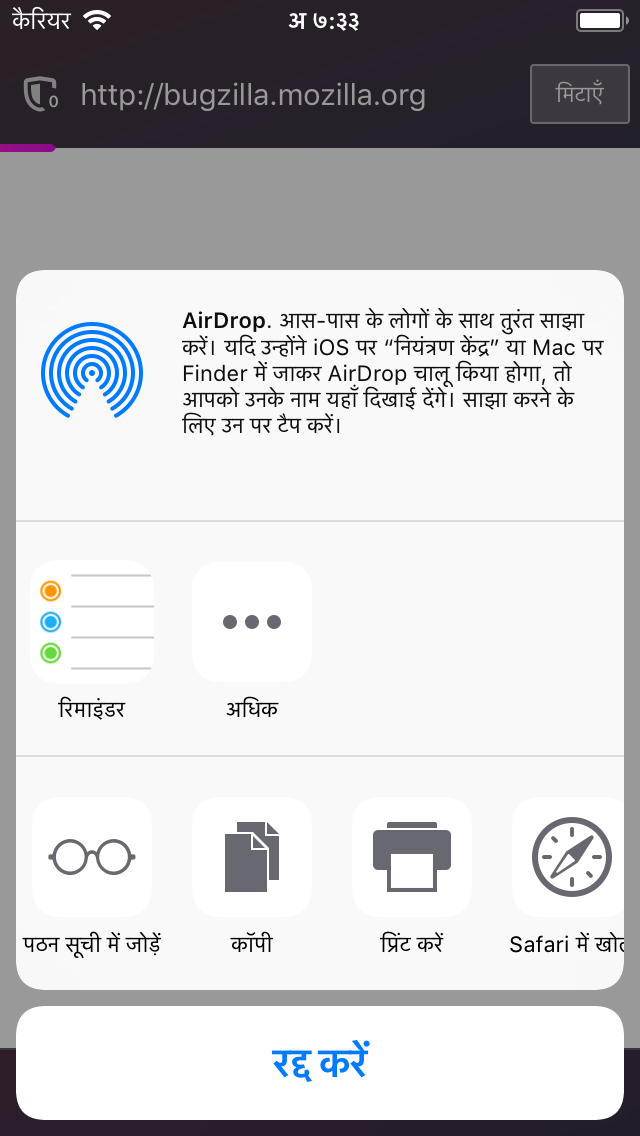 कैरियर
अ ७:३३
0
http://bugzilla.mozilla.org
मिटाएँ
AirDrop. आस-पास के लोगों के साथ तुरंत साझा
करें। यदि उन्होंने iOS पर “नियंत्रण केंद्र” या Mac पर
Finder में जाकर AirDrop चालू किया होगा, तो
आपको उनके नाम यहाँ दिखाई देंगे। साझा करने के
लिए उन पर टैप करें।
रिमाइंडर
अधिक
पठन सूची में जोड़ें
कॉपी
प्रिंट करें
Safari में
रद्द करें